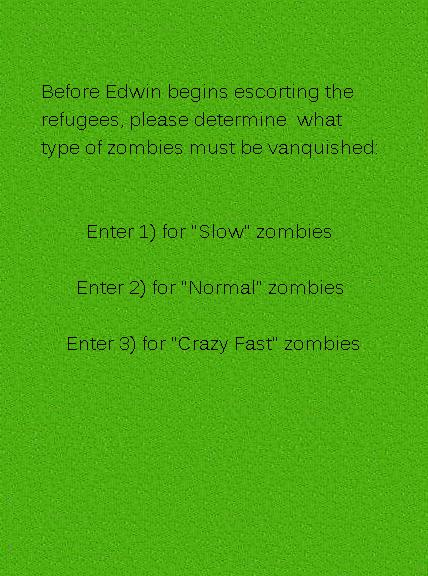 Before Edwin begins escorting the
refugees, please determine  what
type of zombies must be vanquished:
Enter 1) for "Slow" zombies
Enter 2) for "Normal" zombies
Enter 3) for "Crazy Fast" zombies